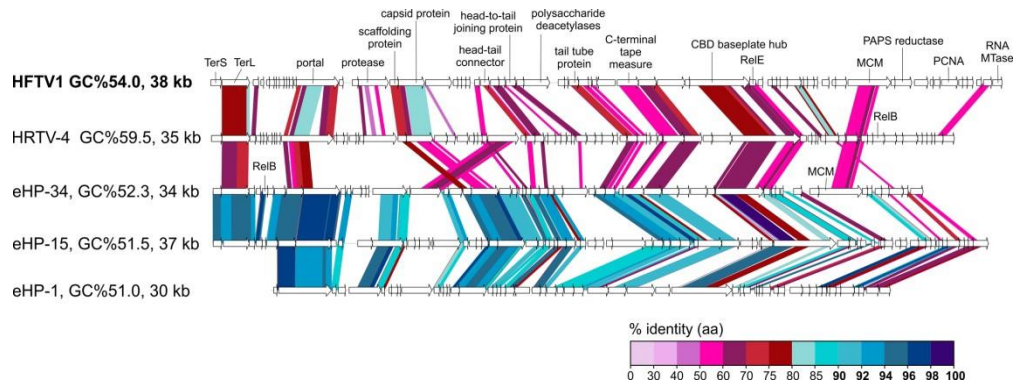 polysaccharide
deacetylases
capsid protein
head-to-tail
joining protein
scaffolding
protein
C-terminal
tape
measure
PAPS reductase
RNA
MTase
head-tail
connector
tail tube
protein
CBD baseplate hub
TerS TerL
portal
protease
RelE
MCM
PCNA
HFTV1 GC%54.0, 38 kb
RelB
HRTV-4 GC%59.5, 35 kb
RelB
MCM
eHP-34, GC%52.3, 34 kb
eHP-15, GC%51.5, 37 kb
eHP-1, GC%51.0, 30 kb
% identity (aa)
0 30 40 50 60 70 75 80 85 90 92 94 96 98 100